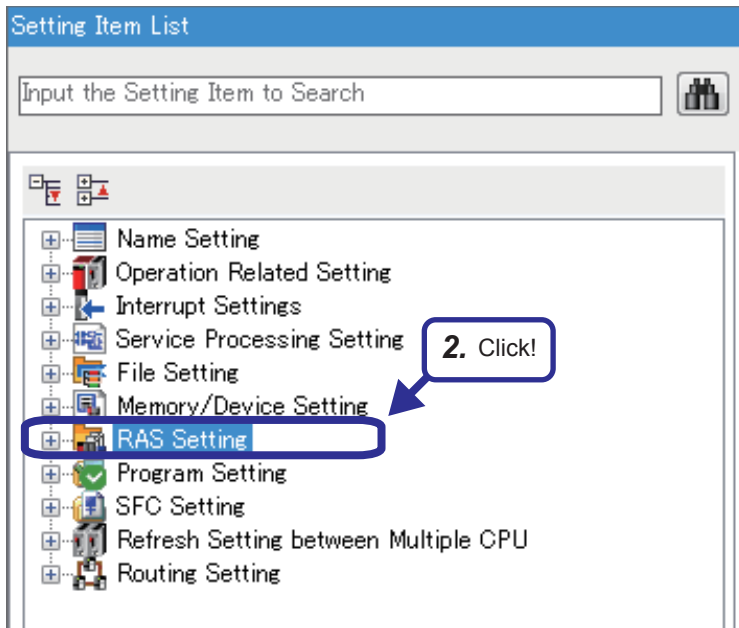 Setting Item List
Input the Setting Item to Search
Name Setting
Operation Related Setting
Interrupt Settings
Service Processing Setting
2. Click!
File Setting
Memory/Device Setting
RAS Setting
Program Setting
SFC Setting
Refresh Setting between Multiple CPU
Routing Setting